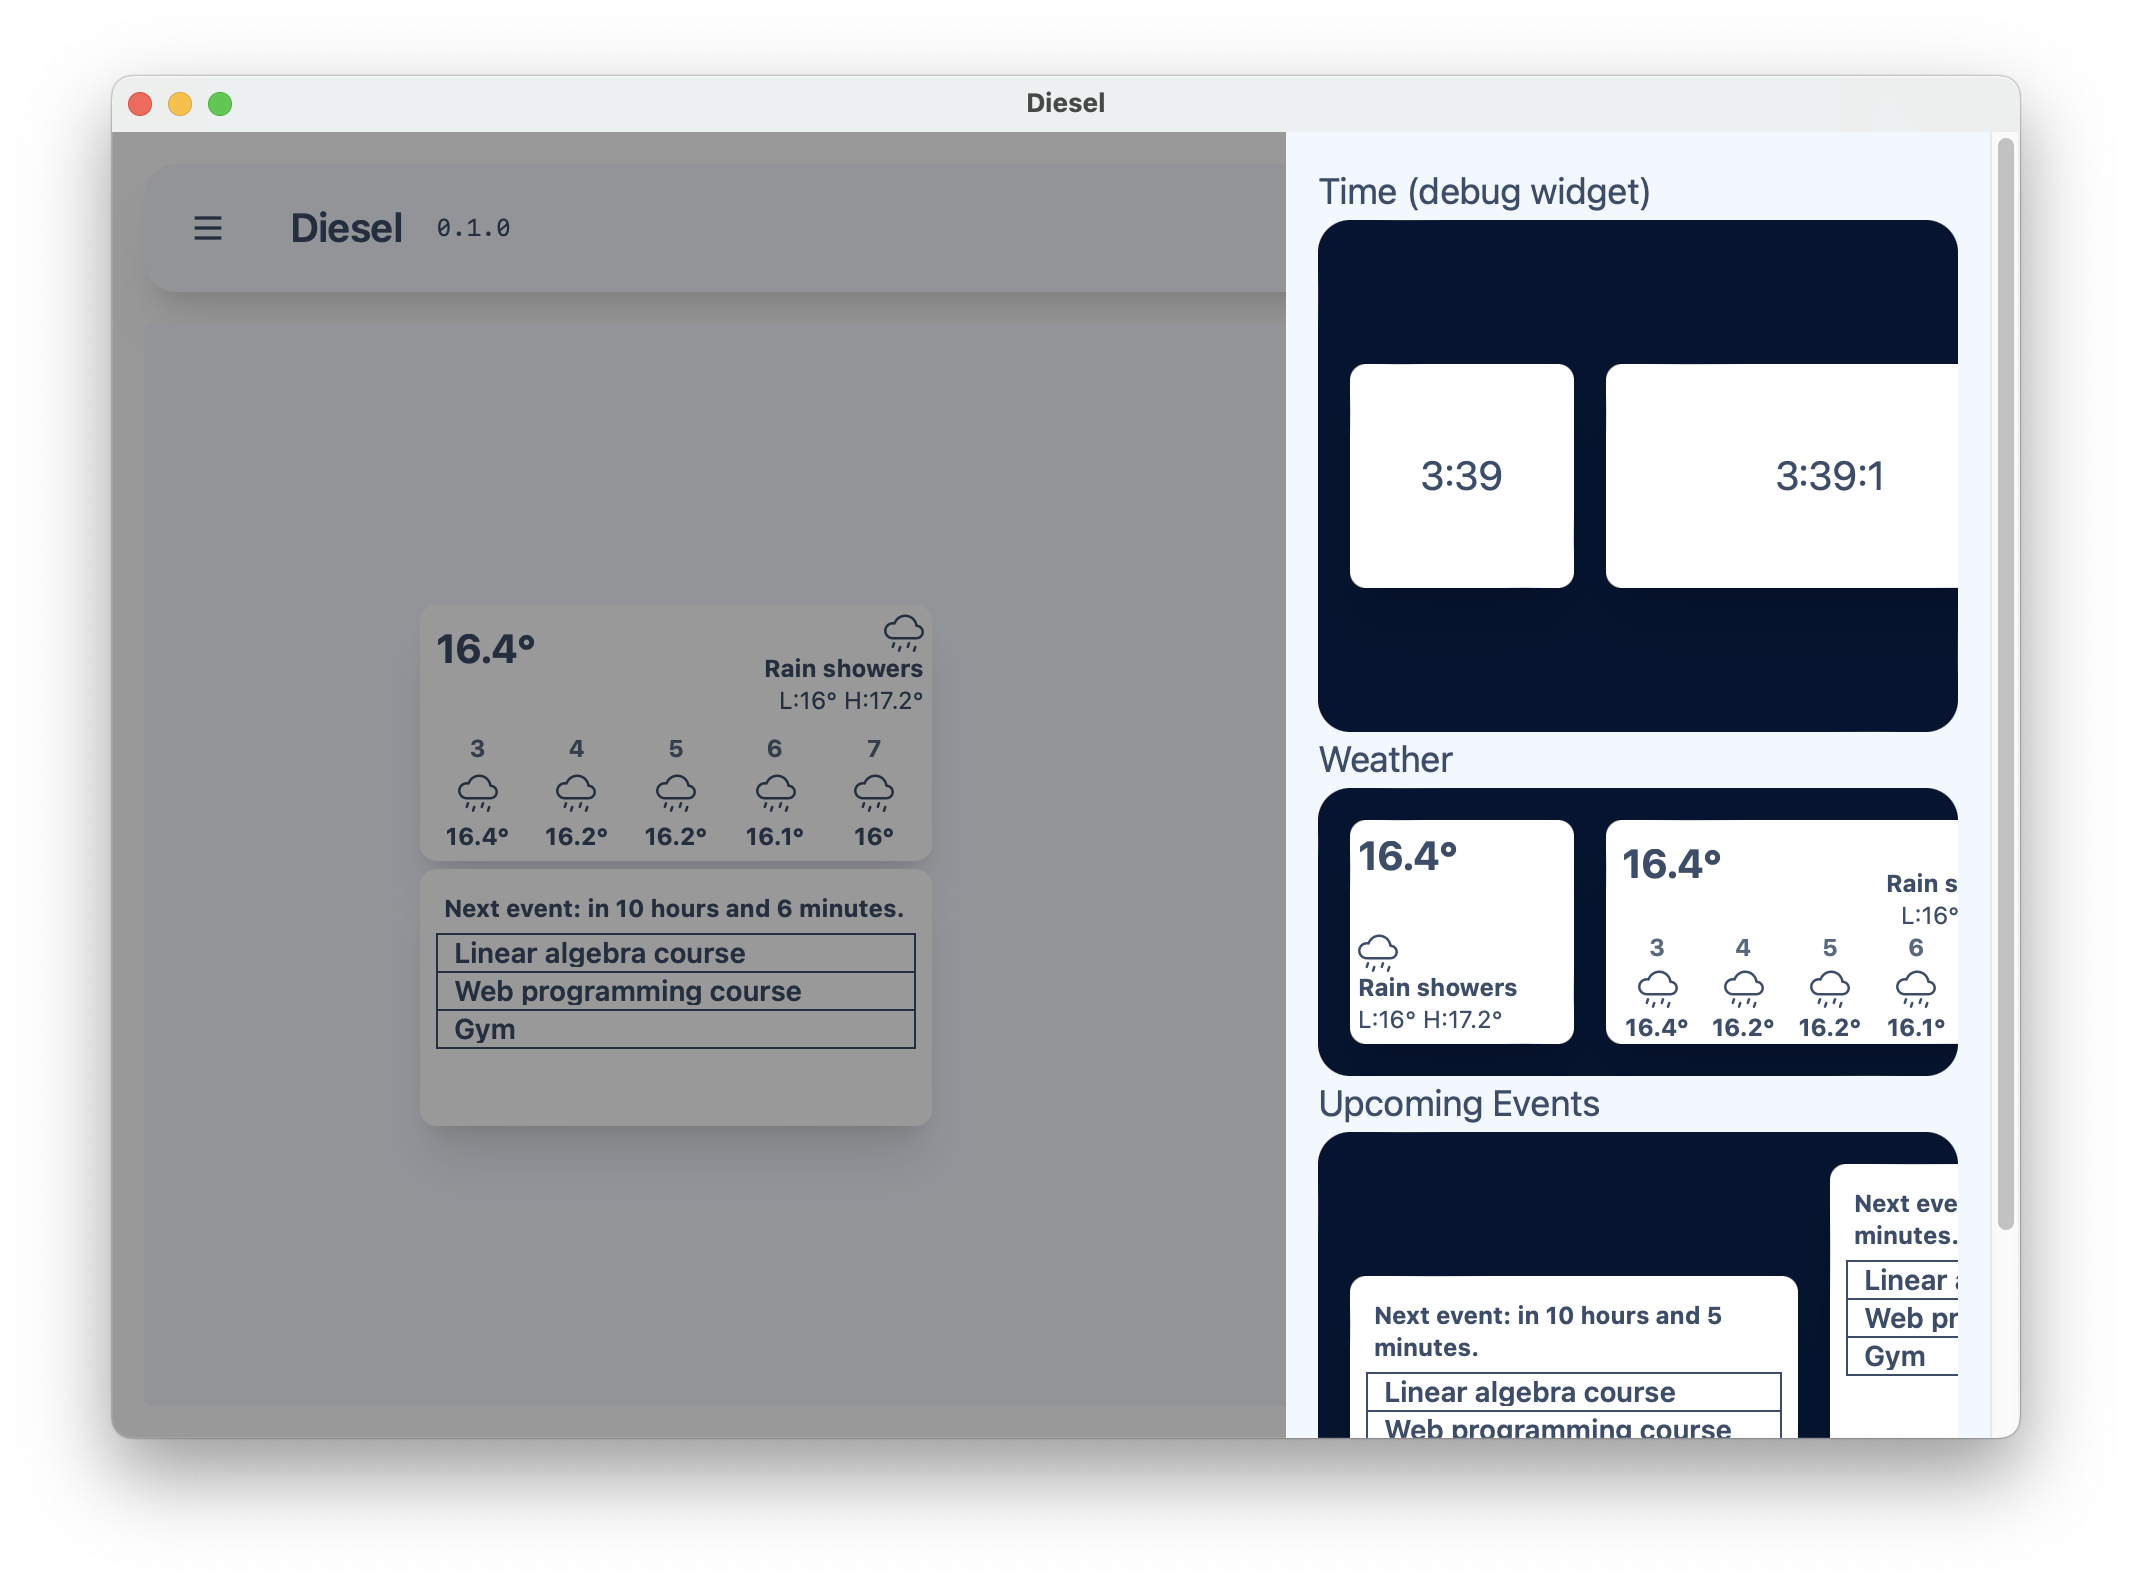 Diesel
Diesel 0.1.0
16.4°
Rain showers
L:16° H:17.2°
3 4 5 6 7
16.4° 16.2° 16.2° 16.1° 16°
Next event: in 10 hours and 6 minutes.
Linear algebra course
Web programming course
Gym
Time (debug widget)
3:39
3:39:1
Weather
16.4°
Rain showers
L:16° H:17.2°
16.4°
Rain s
L:16°
3 4 5 6
16.4° 16.2° 16.2° 16.1°
Upcoming Events
Next event: in 10 hours and 5
minutes.
Linear algebra course
Web programming course
Next eve
minutes.
Linear
Web pr
Gym